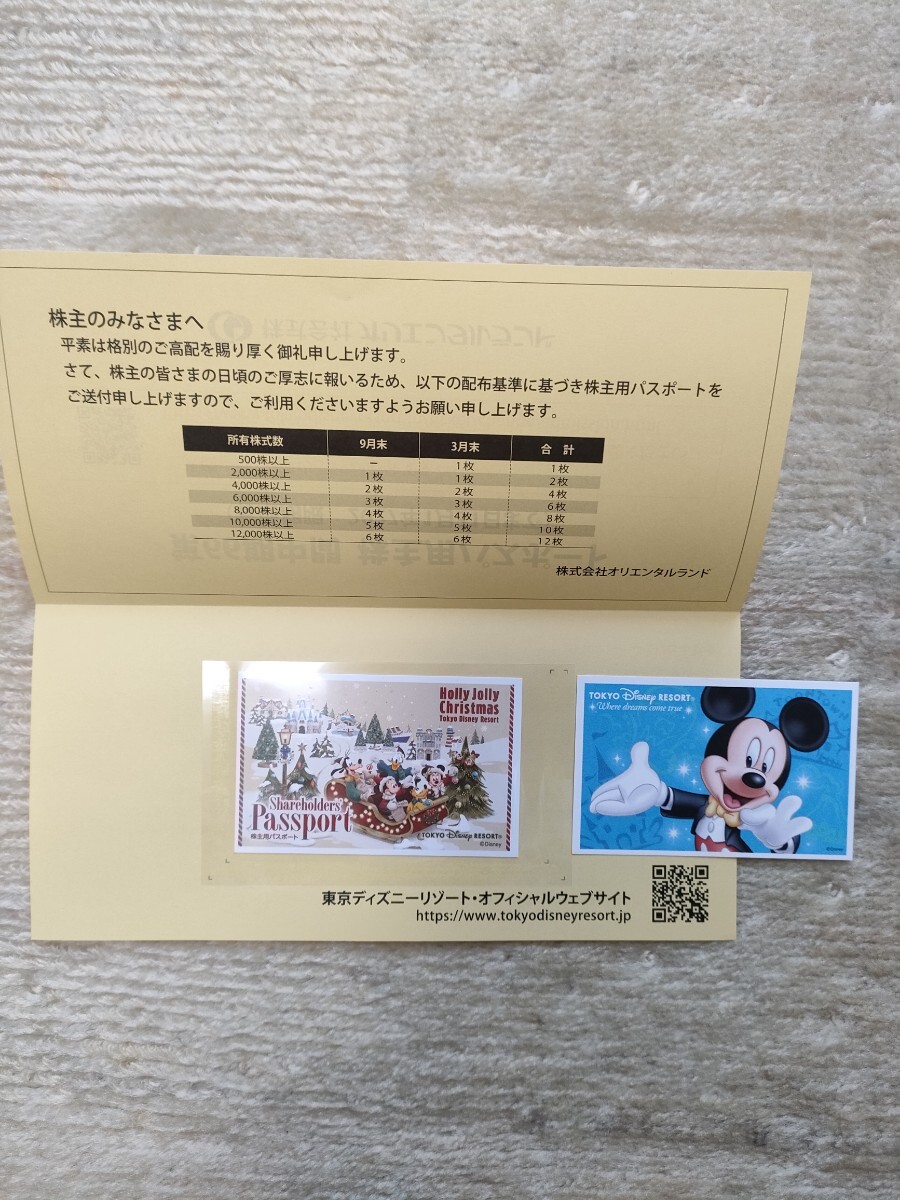 株主のみなさまへ
平素は格別のご高配を賜り厚く御礼申し上げます。
さて、株主の皆さまの日頃のご厚志に報いるため、以下の配布基準に基づき株主用パスポートを
ご送付申し上げますので、ご利用くださいますようお願い申し上げます。
所有株式数 9月末 3月末 合計
500株以上 − 1枚 1枚
2,000株以上 1枚 1枚 2枚
4,000株以上 2枚 2枚 4枚
6,000株以上 3枚 3枚 6枚
8,000株以上 4枚 4枚 8枚
10,000株以上 5枚 5枚 10枚
12,000株以上 6枚 6枚 12枚
株式会社オリエンタルランド
Holly Jolly
Christmas
Tokyo Disney Resort
Shareholders'
Passport
株主用パスポート
©TOKYO Disney RESORT®
©Disney
TOKYO Disney RESORT®
Where dreams come true
©Disney
東京ディズニーリゾート・オフィシャルウェブサイト
https://www.tokyodisneyresort.jp